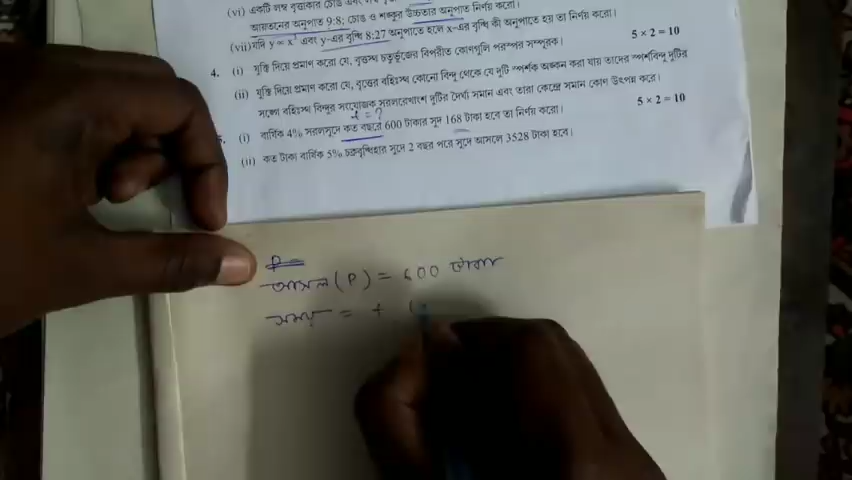 (vi) একটি লম্ব বৃত্তাকার চোঙ এবং লম্ব
আয়তনের অনুপাত 9:8; চোঙ ও শঙ্কুর উচ্চতার অনুপাত নির্ণয় করো।
(vii) যদি y = x³ এবং y-এর বৃদ্ধি 8:27 অনুপাতে হলে x-এর বৃদ্ধি কী অনুপাতে হয় তা নির্ণয় করো।
5 × 2 = 10
4. (i) যুক্তি দিয়ে প্রমাণ করো যে, বৃত্তস্থ চতুর্ভুজের বিপরীত কোণগুলি পরস্পর সম্পূরক।
(ii) যুক্তি দিয়ে প্রমাণ করো যে, বৃত্তের বহিঃস্থ কোনো বিন্দু থেকে যে দুটি স্পর্শক অঙ্কন করা যায় তাদের স্পর্শবিন্দু দুটির
সঙ্গে বহিঃস্থ বিন্দুর সংযোজক সরলরেখাংশ দুটির দৈর্ঘ্য সমান এবং তারা কেন্দ্রে সমান কোণ উৎপন্ন করে।
t = ?
5 × 2 = 10
(i) বার্ষিক 4% সরলসুদে কত বছরে 600 টাকার সুদ 168 টাকা হবে তা নির্ণয় করো।
(ii) কত টাকা বার্ষিক 5% চক্রবৃদ্ধিহার সুদে 2 বছর পরে সুদে আসলে 3528 টাকা হবে।
P =
আসল (P) = 600 টাকা
সময় = t